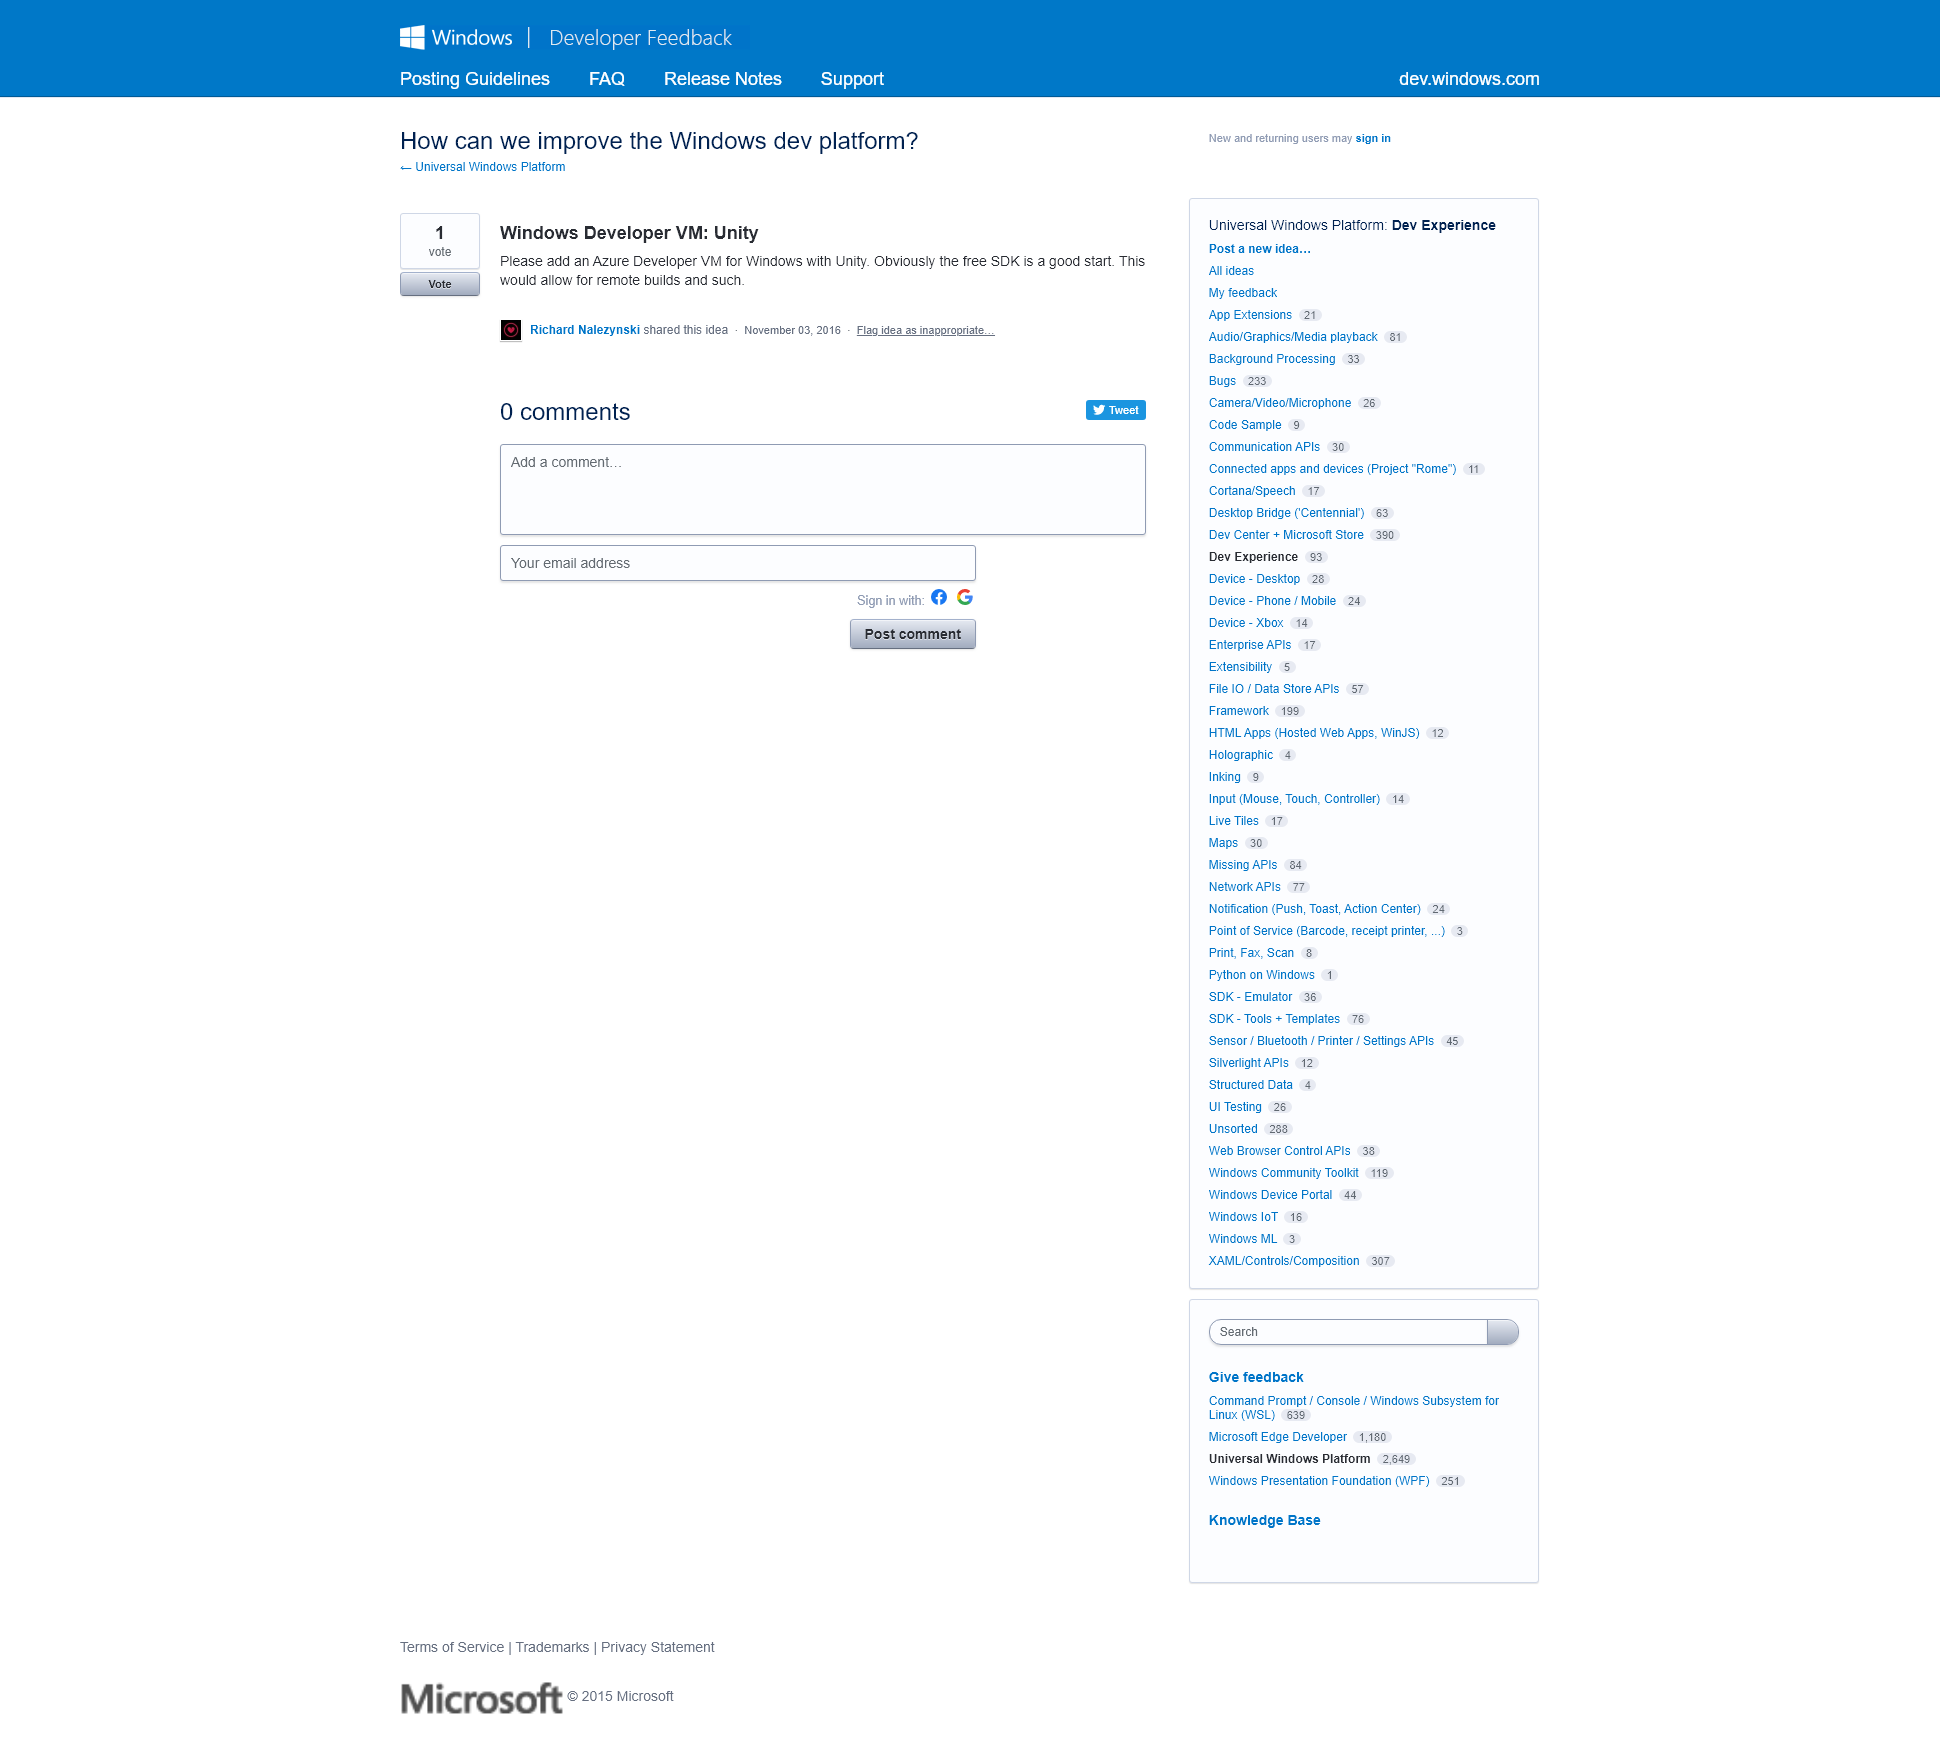 Windows | Developer Feedback
Posting Guidelines FAQ Release Notes Support dev.windows.com
How can we improve the Windows dev platform?
← Universal Windows Platform
New and returning users may sign in
1
vote
Vote
Windows Developer VM: Unity
Please add an Azure Developer VM for Windows with Unity. Obviously the free SDK is a good start. This
would allow for remote builds and such.
Richard Nalezynski shared this idea · November 03, 2016 · Flag idea as inappropriate…
0 comments
Tweet
Add a comment…
Your email address
Sign in with:
Post comment
Universal Windows Platform: Dev Experience
Post a new idea…
All ideas
My feedback
App Extensions 21
Audio/Graphics/Media playback 81
Background Processing 33
Bugs 233
Camera/Video/Microphone 26
Code Sample 9
Communication APIs 30
Connected apps and devices (Project "Rome") 11
Cortana/Speech 17
Desktop Bridge ('Centennial') 63
Dev Center + Microsoft Store 390
Dev Experience 93
Device - Desktop 28
Device - Phone / Mobile 24
Device - Xbox 14
Enterprise APIs 17
Extensibility 5
File IO / Data Store APIs 57
Framework 199
HTML Apps (Hosted Web Apps, WinJS) 12
Holographic 4
Inking 9
Input (Mouse, Touch, Controller) 14
Live Tiles 17
Maps 30
Missing APIs 84
Network APIs 77
Notification (Push, Toast, Action Center) 24
Point of Service (Barcode, receipt printer, ...) 3
Print, Fax, Scan 8
Python on Windows 1
SDK - Emulator 36
SDK - Tools + Templates 76
Sensor / Bluetooth / Printer / Settings APIs 45
Silverlight APIs 12
Structured Data 4
UI Testing 26
Unsorted 288
Web Browser Control APIs 38
Windows Community Toolkit 119
Windows Device Portal 44
Windows IoT 16
Windows ML 3
XAML/Controls/Composition 307
Search
Give feedback
Command Prompt / Console / Windows Subsystem for
Linux (WSL) 639
Microsoft Edge Developer 1,180
Universal Windows Platform 2,649
Windows Presentation Foundation (WPF) 251
Knowledge Base
Terms of Service | Trademarks | Privacy Statement
Microsoft © 2015 Microsoft